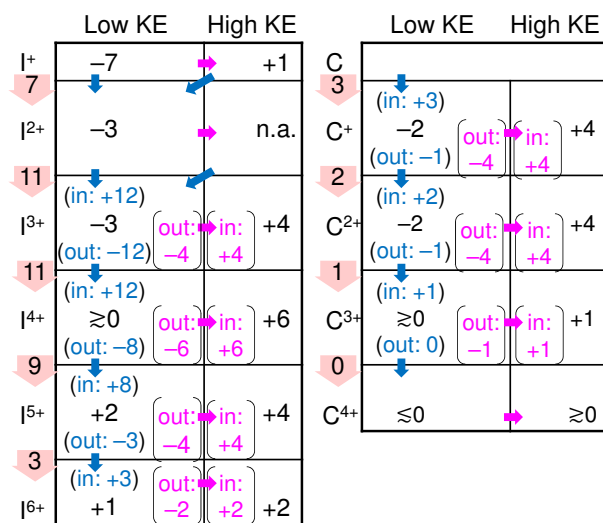 Low KE High KE
I⁺ −7 +1
7
I²⁺ −3 n.a.
11
(in: +12)
I³⁺ −3 out: −4 in: +4 +4
(out: −12)
11
(in: +12)
I⁴⁺ ≳0 out: −6 in: +6 +6
(out: −8)
9
(in: +8)
I⁵⁺ +2 out: −4 in: +4 +4
(out: −3)
3
(in: +3)
I⁶⁺ +1 out: −2 in: +2 +2
Low KE High KE
C
3
(in: +3)
C⁺ −2 out: −4 in: +4 +4
(out: −1)
2
(in: +2)
C²⁺ −2 out: −4 in: +4 +4
(out: −1)
1
(in: +1)
C³⁺ ≳0 out: −1 in: +1 +1
(out: 0)
0
C⁴⁺ ≲0 ≳0